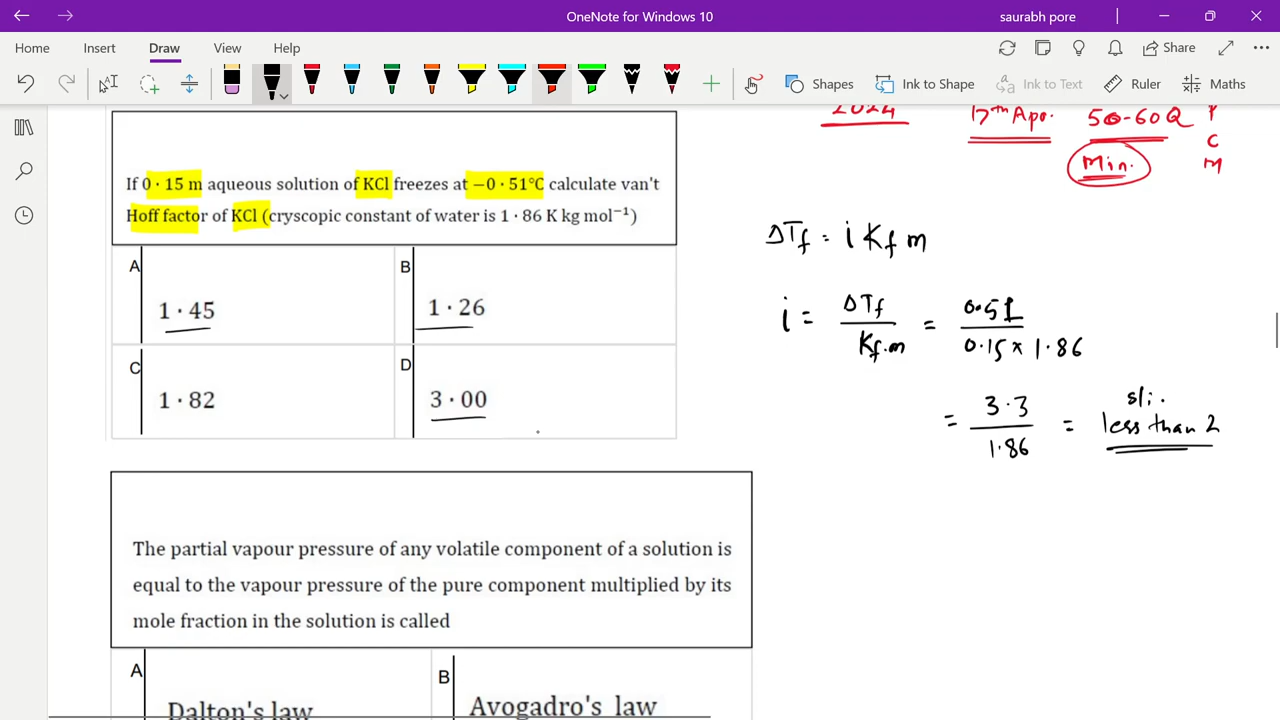 OneNote for Windows 10
saurabh pore
Home Insert Draw View Help
Share
Shapes
Ink to Shape
Ink to Text
Ruler
Maths
2024 17th Apr. 50-60Q P
C
Min. M
If 0·15 m aqueous solution of KCl freezes at −0·51°C calculate van't
Hoff factor of KCl (cryscopic constant of water is 1·86 K kg mol⁻¹)
A
1·45
B
1·26
C
1·82
D
3·00
ΔTf = i Kf m
i = ΔTf / Kf.m = 0.51 / 0.15 × 1.86
= 3.3 / 1.86 = sli. less than 2
The partial vapour pressure of any volatile component of a solution is
equal to the vapour pressure of the pure component multiplied by its
mole fraction in the solution is called
A
Dalton's law
B
Avogadro's law